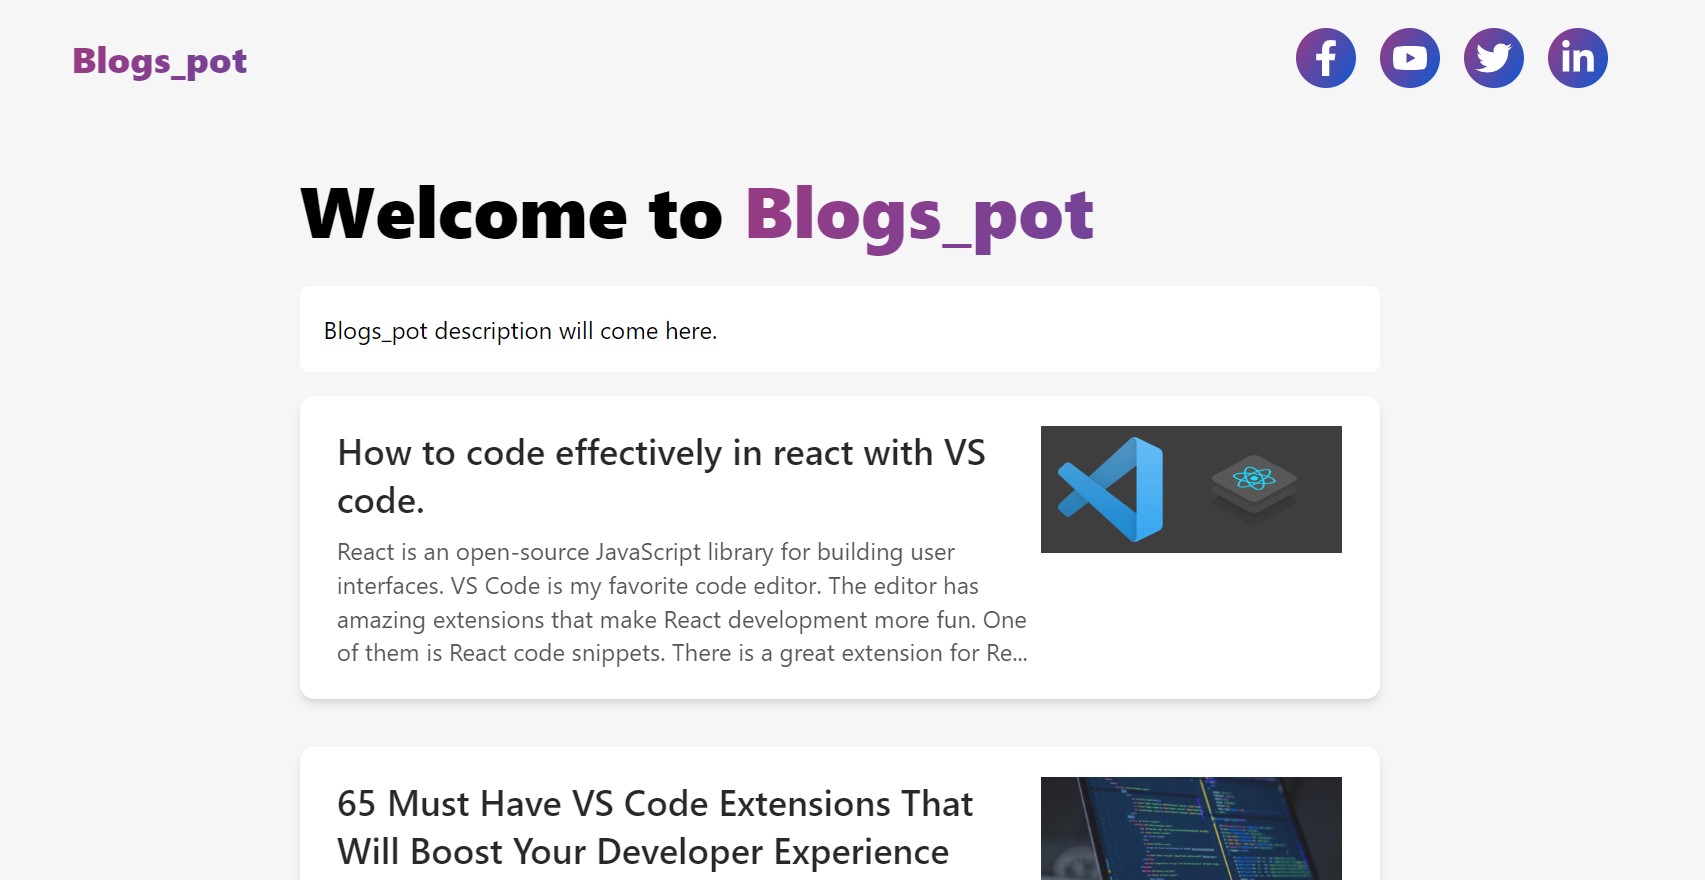 Blogs_pot
Welcome to Blogs_pot
Blogs_pot description will come here.
How to code effectively in react with VS
code.
React is an open-source JavaScript library for building user
interfaces. VS Code is my favorite code editor. The editor has
amazing extensions that make React development more fun. One
of them is React code snippets. There is a great extension for Re...
65 Must Have VS Code Extensions That
Will Boost Your Developer Experience